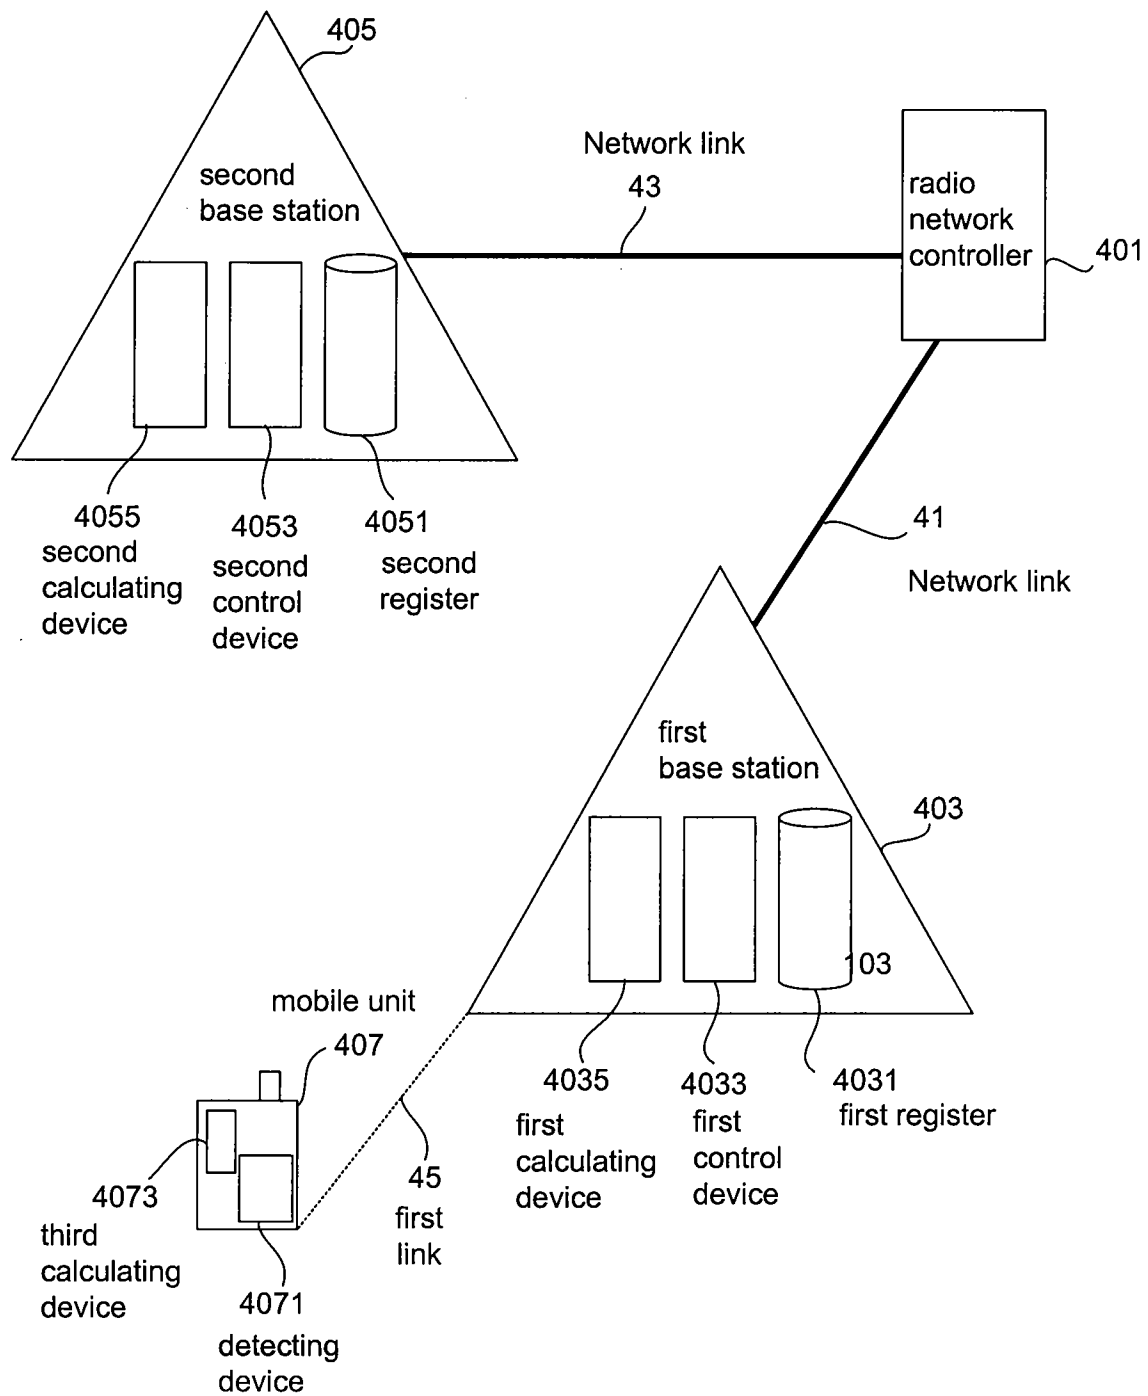 405
second
base station
Network link
43
radio
network
controller
401
4055
second
calculating
device
4053
second
control
device
4051
second
register
41
Network link
first
base station
403
103
mobile unit
407
4035
first
calculating
device
4033
first
control
device
4031
first register
45
first
link
4073
third
calculating
device
4071
detecting
device